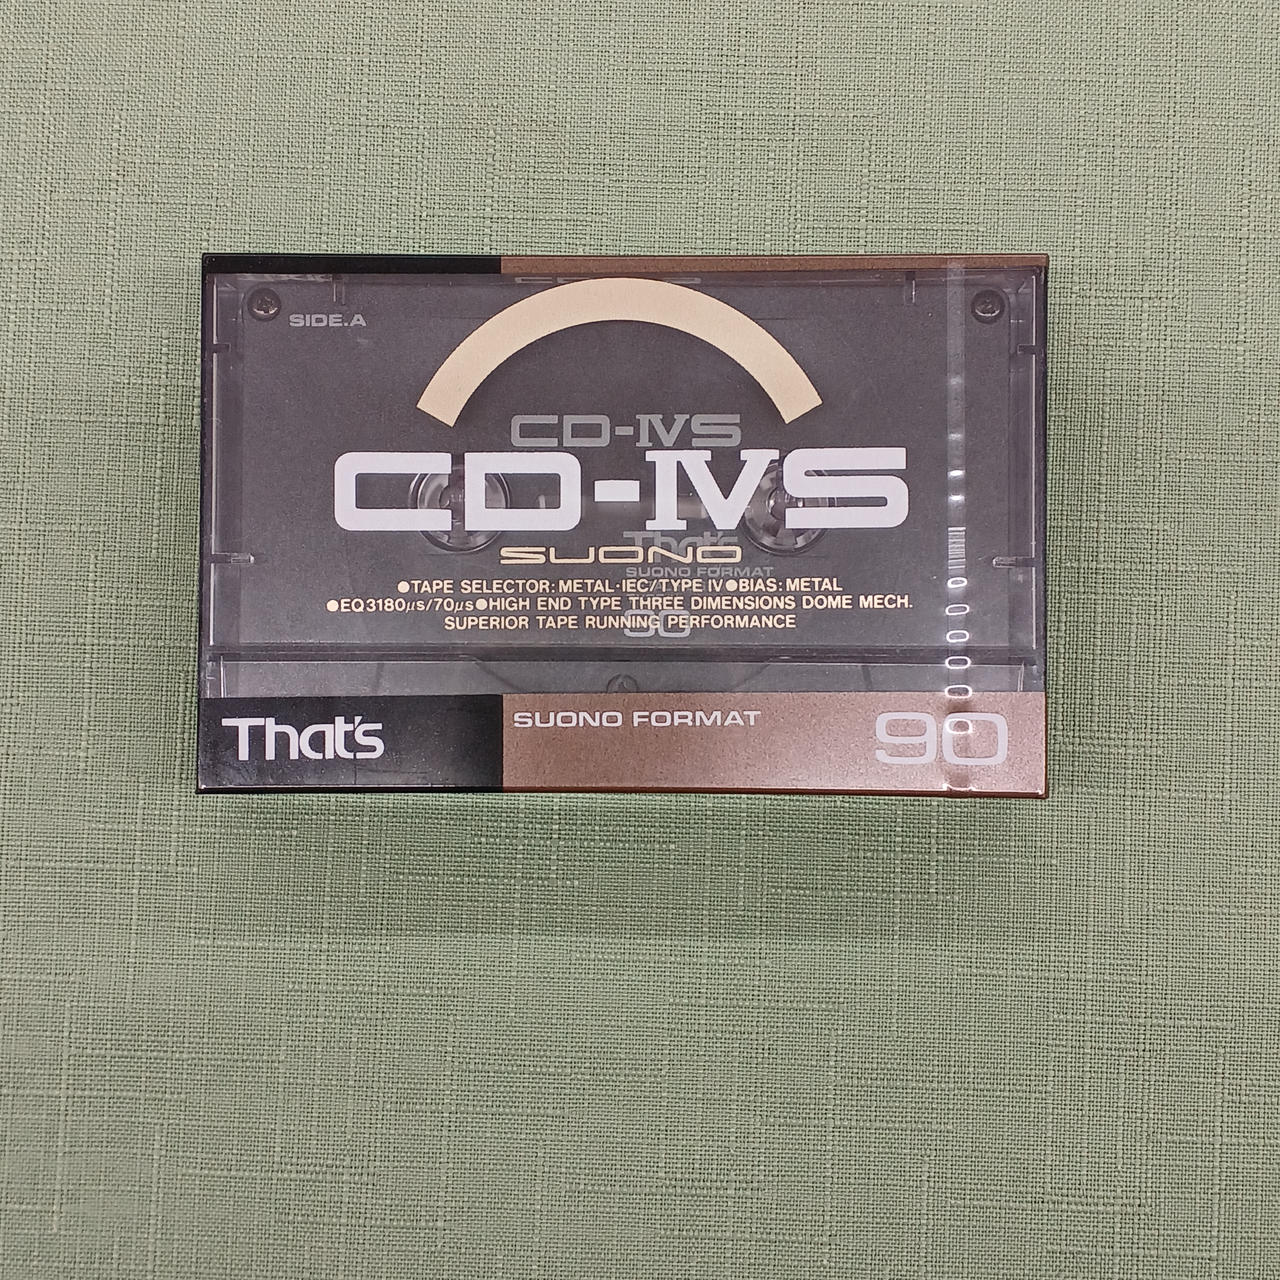 SIDE.A
CD-IVS
CD-IVS
That's
SUONO
SUONO FORMAT
●TAPE SELECTOR: METAL·IEC/TYPE IV●BIAS: METAL
●EQ3180μs/70μs●HIGH END TYPE THREE DIMENSIONS DOME MECH.
90
SUPERIOR TAPE RUNNING PERFORMANCE
That's
SUONO FORMAT
90